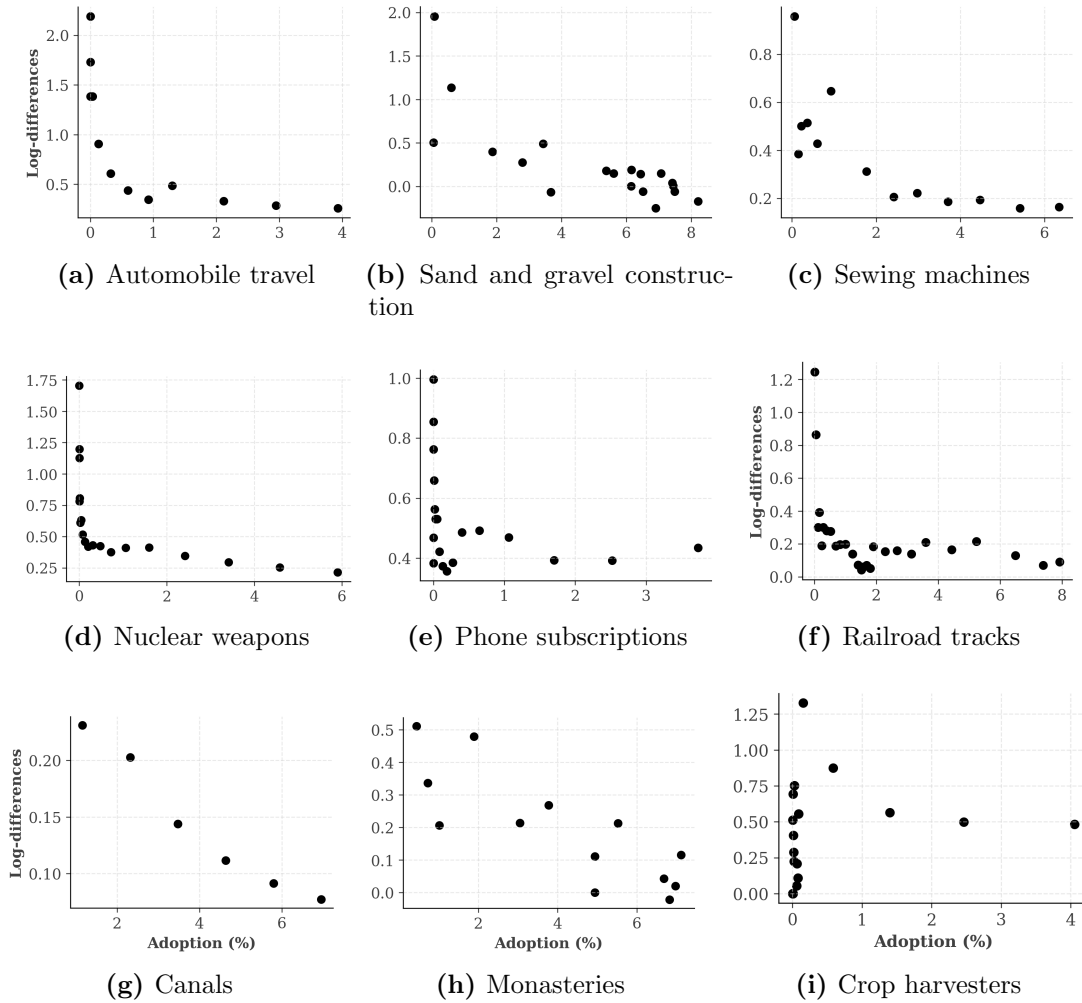 Log-differences
2.0
1.5
1.0
0.5
0 1 2 3 4
(a) Automobile travel
2.0
1.5
1.0
0.5
0.0
0 2 4 6 8
(b) Sand and gravel construc-
tion
0.8
0.6
0.4
0.2
0 2 4 6
(c) Sewing machines
1.75
1.50
1.25
1.00
0.75
0.50
0.25
0 2 4 6
(d) Nuclear weapons
1.0
0.8
0.6
0.4
0 1 2 3
(e) Phone subscriptions
Log-differences
1.2
1.0
0.8
0.6
0.4
0.2
0.0
0 2 4 6 8
(f) Railroad tracks
Log-differences
0.20
0.15
0.10
2 4 6
Adoption (%)
(g) Canals
0.5
0.4
0.3
0.2
0.1
0.0
2 4 6
Adoption (%)
(h) Monasteries
1.25
1.00
0.75
0.50
0.25
0.00
0 1 2 3 4
Adoption (%)
(i) Crop harvesters